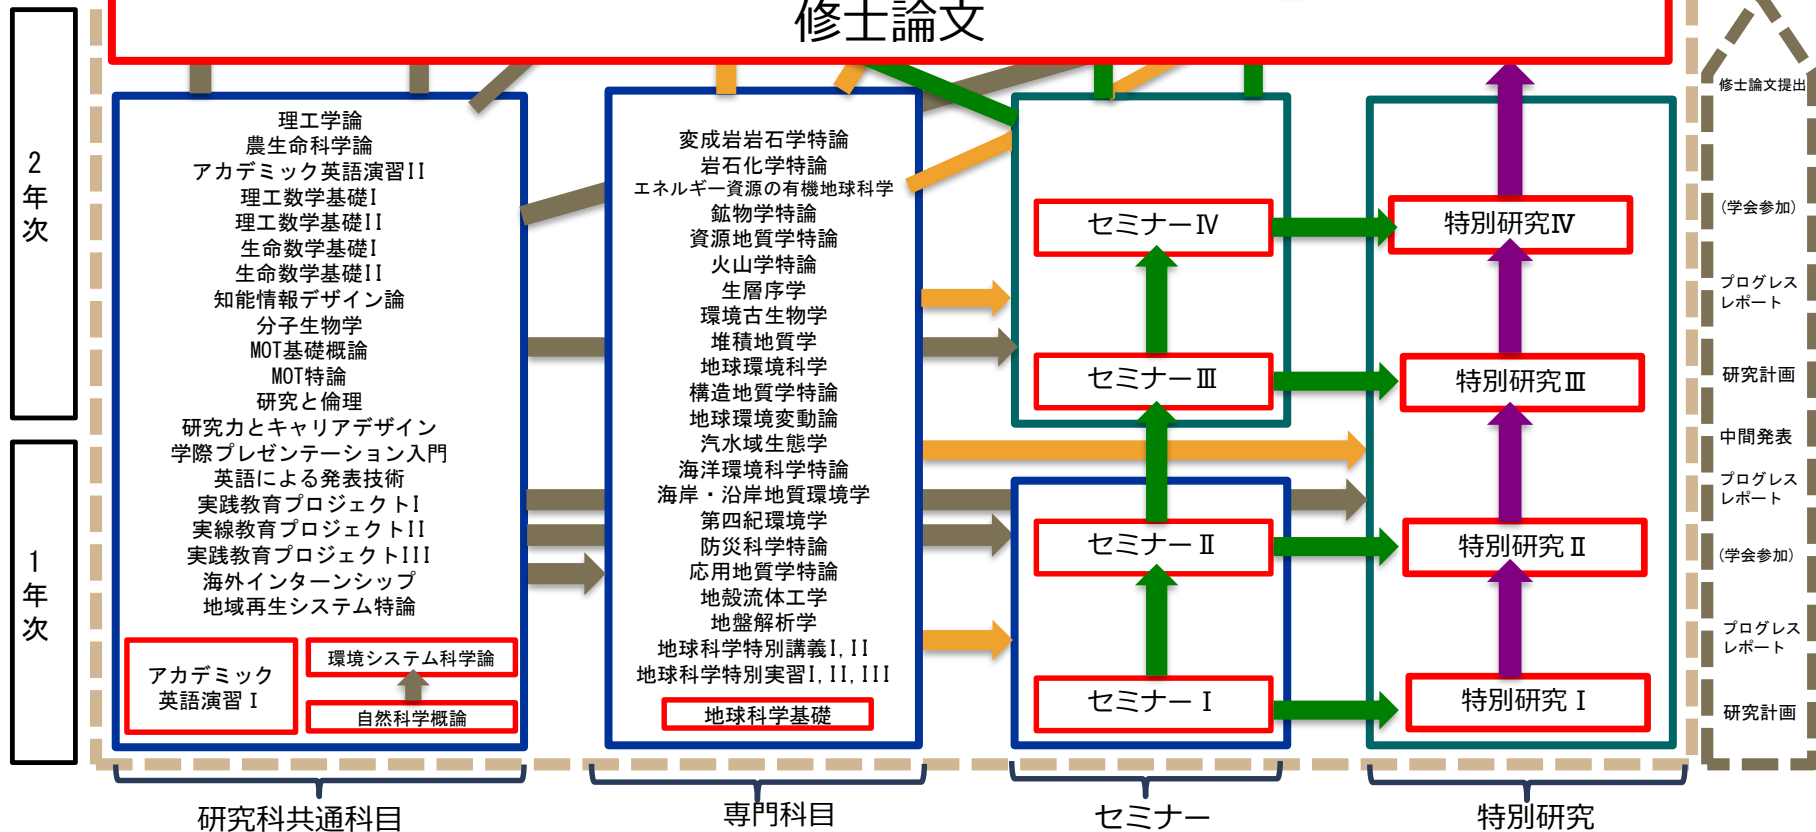 修士論文
2
年
次
1
年
次
理工学論
農生命科学論
アカデミック英語演習II
理工数学基礎I
理工数学基礎II
生命数学基礎I
生命数学基礎II
知能情報デザイン論
分子生物学
MOT基礎概論
MOT特論
研究と倫理
研究力とキャリアデザイン
学際プレゼンテーション入門
英語による発表技術
実践教育プロジェクトI
実線教育プロジェクトII
実践教育プロジェクトIII
海外インターンシップ
地域再生システム特論
アカデミック
英語演習 I
環境システム科学論
自然科学概論
変成岩岩石学特論
岩石化学特論
エネルギー資源の有機地球科学
鉱物学特論
資源地質学特論
火山学特論
生層序学
環境古生物学
堆積地質学
地球環境科学
構造地質学特論
地球環境変動論
汽水域生態学
海洋環境科学特論
海岸・沿岸地質環境学
第四紀環境学
防災科学特論
応用地質学特論
地殻流体工学
地盤解析学
地球科学特別講義I, II
地球科学特別実習I, II, III
地球科学基礎
セミナーⅣ
セミナーⅢ
セミナーⅡ
セミナーⅠ
特別研究Ⅳ
特別研究Ⅲ
特別研究Ⅱ
特別研究Ⅰ
修士論文提出
(学会参加)
プログレス
レポート
研究計画
中間発表
プログレス
レポート
(学会参加)
プログレス
レポート
研究計画
研究科共通科目
専門科目
セミナー
特別研究